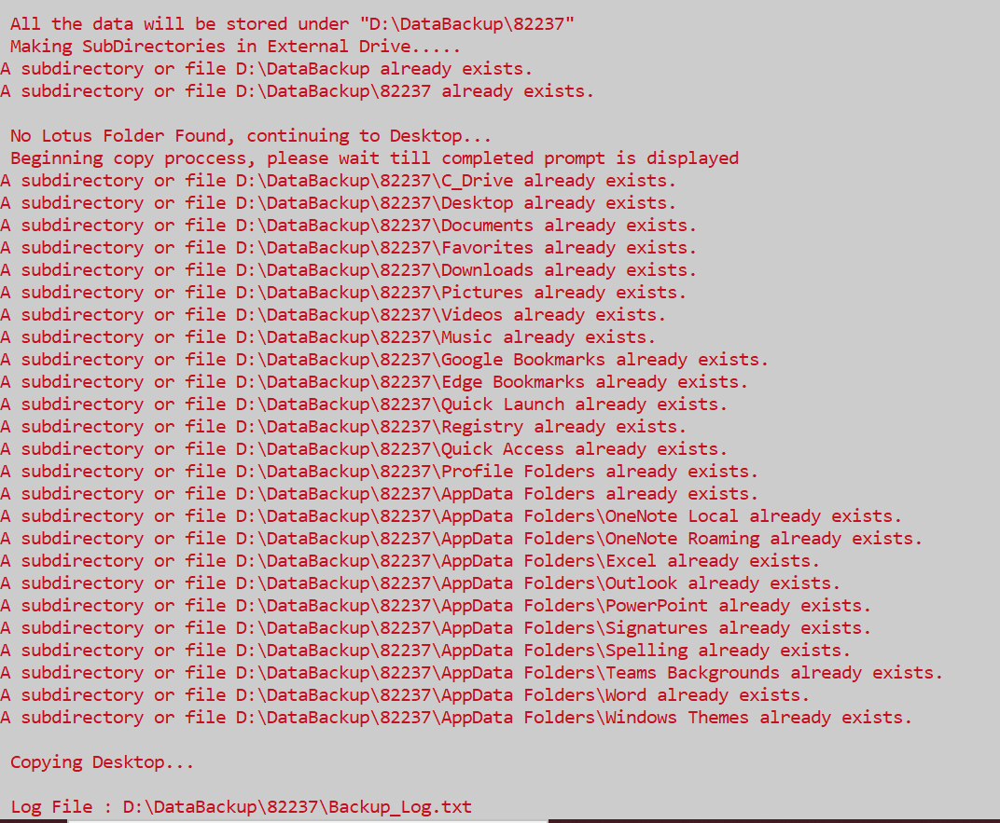 All the data will be stored under "D:\DataBackup\82237"
Making SubDirectories in External Drive.....
A subdirectory or file D:\DataBackup already exists.
A subdirectory or file D:\DataBackup\82237 already exists.
No Lotus Folder Found, continuing to Desktop...
Beginning copy proccess, please wait till completed prompt is displayed
A subdirectory or file D:\DataBackup\82237\C_Drive already exists.
A subdirectory or file D:\DataBackup\82237\Desktop already exists.
A subdirectory or file D:\DataBackup\82237\Documents already exists.
A subdirectory or file D:\DataBackup\82237\Favorites already exists.
A subdirectory or file D:\DataBackup\82237\Downloads already exists.
A subdirectory or file D:\DataBackup\82237\Pictures already exists.
A subdirectory or file D:\DataBackup\82237\Videos already exists.
A subdirectory or file D:\DataBackup\82237\Music already exists.
A subdirectory or file D:\DataBackup\82237\Google Bookmarks already exists.
A subdirectory or file D:\DataBackup\82237\Edge Bookmarks already exists.
A subdirectory or file D:\DataBackup\82237\Quick Launch already exists.
A subdirectory or file D:\DataBackup\82237\Registry already exists.
A subdirectory or file D:\DataBackup\82237\Quick Access already exists.
A subdirectory or file D:\DataBackup\82237\Profile Folders already exists.
A subdirectory or file D:\DataBackup\82237\AppData Folders already exists.
A subdirectory or file D:\DataBackup\82237\AppData Folders\OneNote Local already exists.
A subdirectory or file D:\DataBackup\82237\AppData Folders\OneNote Roaming already exists.
A subdirectory or file D:\DataBackup\82237\AppData Folders\Excel already exists.
A subdirectory or file D:\DataBackup\82237\AppData Folders\Outlook already exists.
A subdirectory or file D:\DataBackup\82237\AppData Folders\PowerPoint already exists.
A subdirectory or file D:\DataBackup\82237\AppData Folders\Signatures already exists.
A subdirectory or file D:\DataBackup\82237\AppData Folders\Spelling already exists.
A subdirectory or file D:\DataBackup\82237\AppData Folders\Teams Backgrounds already exists.
A subdirectory or file D:\DataBackup\82237\AppData Folders\Word already exists.
A subdirectory or file D:\DataBackup\82237\AppData Folders\Windows Themes already exists.
Copying Desktop...
Log File : D:\DataBackup\82237\Backup_Log.txt